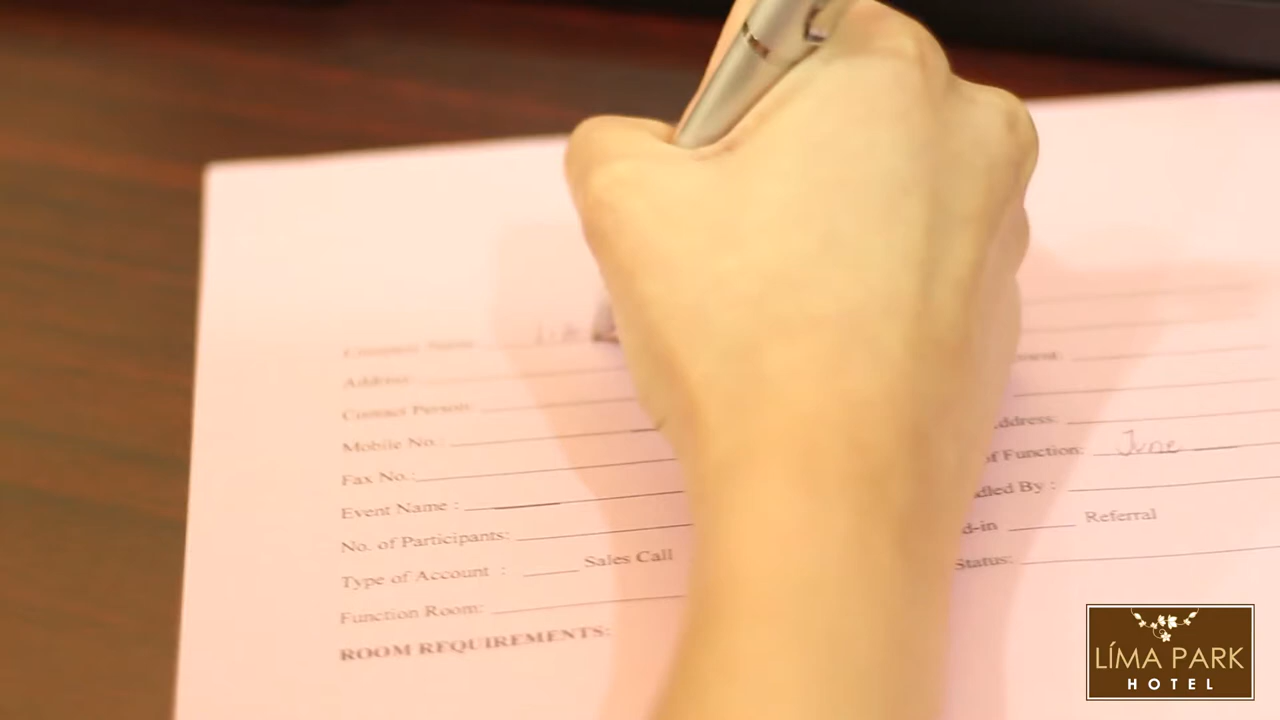 Company Name
Address:
Contact Person:
Mobile No.:
Fax No.: ddress:
Event Name : of Function: June
No. of Participants: dled By :
Type of Account : Sales Call d-in Referral
Function Room: Status:
ROOM REQUIREMENTS:
LÍMA PARK
HOTEL